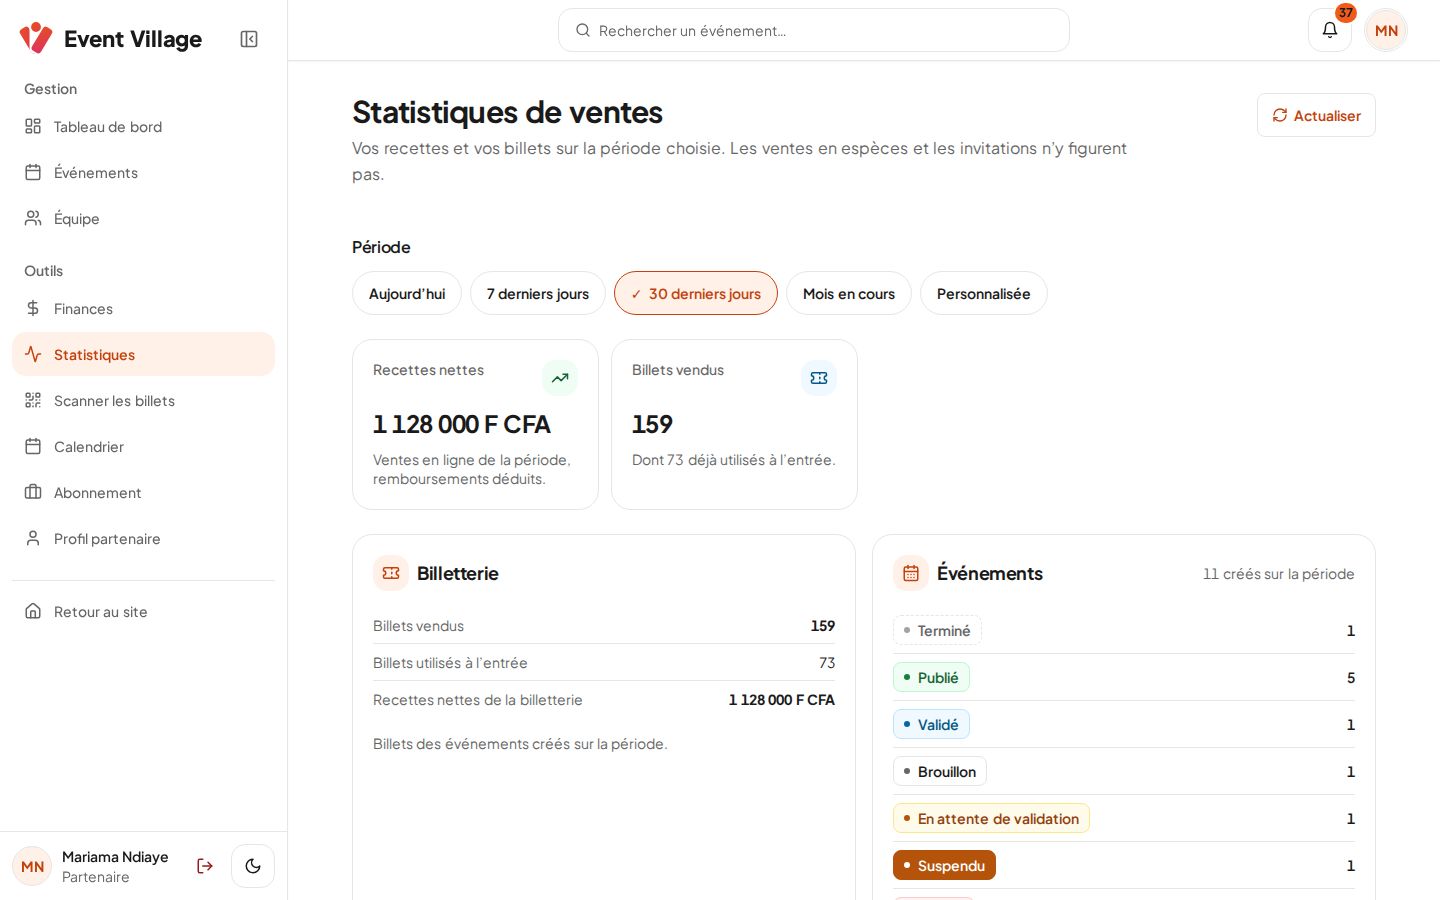 Event Village
Gestion
Tableau de bord
Événements
Équipe
Outils
Finances
Statistiques
Scanner les billets
Calendrier
Abonnement
Profil partenaire
Retour au site
MN
Mariama Ndiaye
Partenaire
Rechercher un événement…
37
MN
Statistiques de ventes
Vos recettes et vos billets sur la période choisie. Les ventes en espèces et les invitations n’y figurent
pas.
Actualiser
Période
Aujourd’hui
7 derniers jours
✓ 30 derniers jours
Mois en cours
Personnalisée
Recettes nettes
1 128 000 F CFA
Ventes en ligne de la période,
remboursements déduits.
Billets vendus
159
Dont 73 déjà utilisés à l’entrée.
Billetterie
Billets vendus 159
Billets utilisés à l’entrée 73
Recettes nettes de la billetterie 1 128 000 F CFA
Billets des événements créés sur la période.
Événements 11 créés sur la période
Terminé 1
Publié 5
Validé 1
Brouillon 1
En attente de validation 1
Suspendu 1